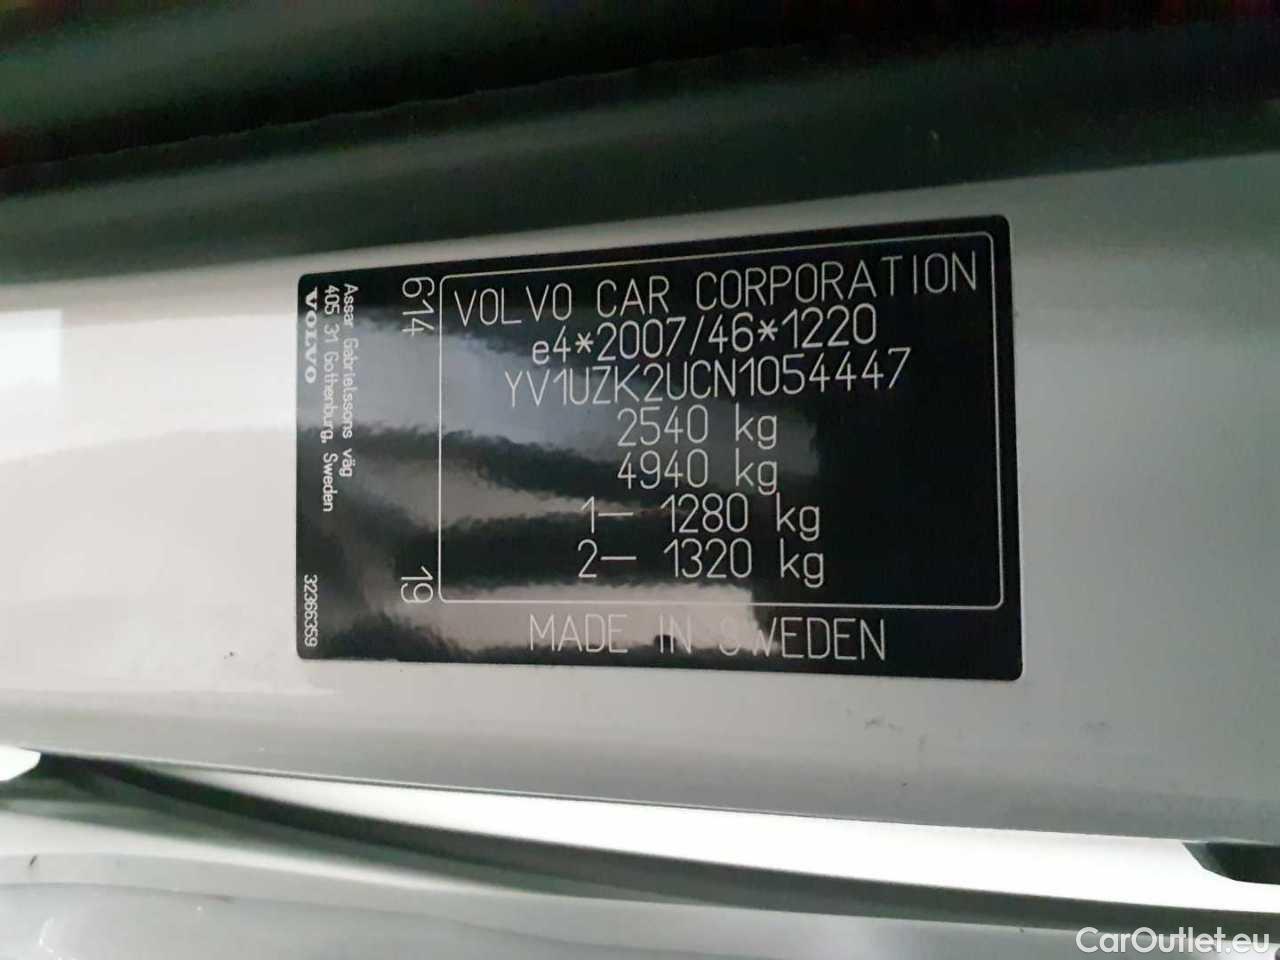 VOLVO CAR CORPORATION
e4*2007/46*1220
YV1UZK2UCN1054447
2540 kg
4940 kg
1– 1280 kg
2– 1320 kg
MADE IN SWEDEN
614
19
Assar Gabrielssons väg
405 31 Gothenburg, Sweden
VOLVO
32366359
CarOutlet.eu